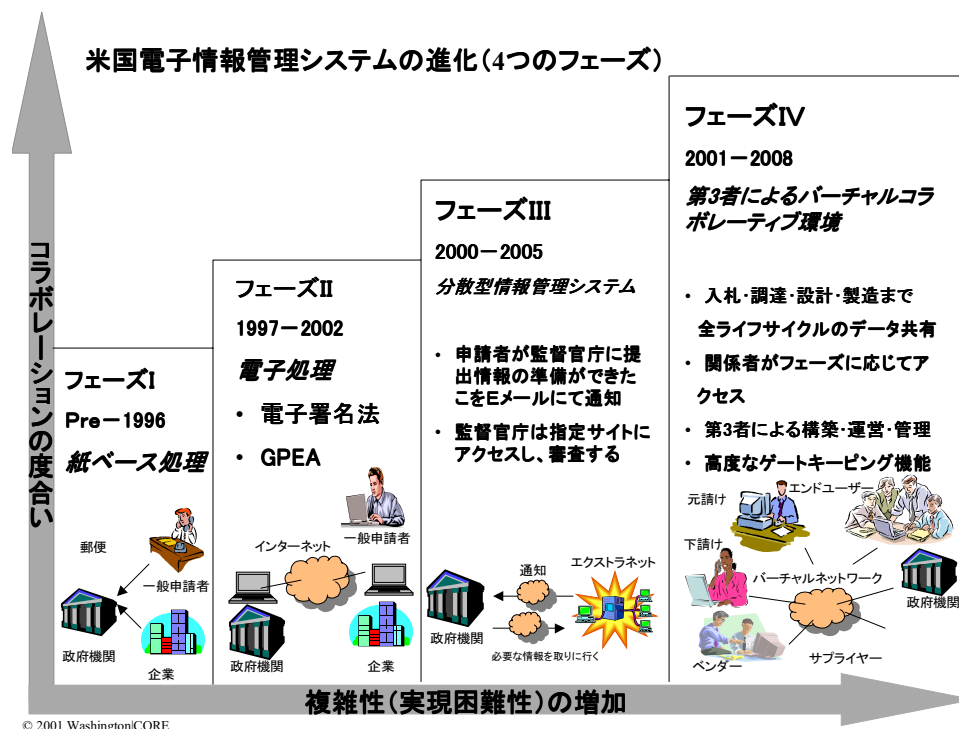 米国電子情報管理システムの進化(4つのフェーズ)
コラボレーションの度合い
フェーズI
Pre-1996
紙ベース処理
郵便
一般申請者
政府機関
企業
フェーズII
1997-2002
電子処理
・ 電子署名法
・ GPEA
一般申請者
インターネット
政府機関
企業
フェーズIII
2000-2005
分散型情報管理システム
・ 申請者が監督官庁に提
出情報の準備ができた
こをEメールにて通知
・ 監督官庁は指定サイトに
アクセスし、審査する
通知
エクストラネット
政府機関
必要な情報を取りに行く
フェーズIV
2001-2008
第3者によるバーチャルコラ
ボレーティブ環境
・ 入札・調達・設計・製造まで
全ライフサイクルのデータ共有
・ 関係者がフェーズに応じてア
クセス
・ 第3者による構築・運営・管理
・ 高度なゲートキーピング機能
元請け
エンドユーザー
下請け
バーチャルネットワーク
政府機関
ベンダー
サプライヤー
複雑性(実現困難性)の増加
© 2001 Washington|CORE